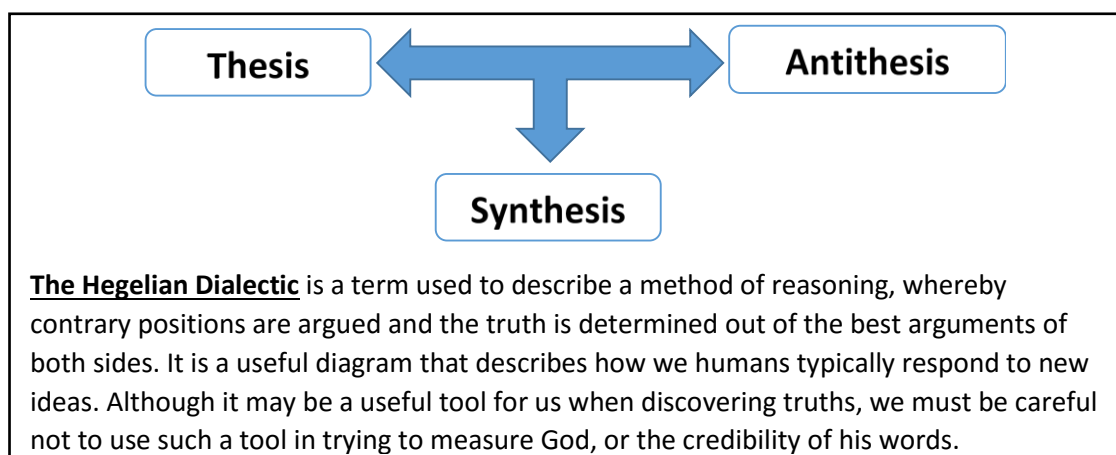 Thesis
Antithesis
Synthesis
The Hegelian Dialectic is a term used to describe a method of reasoning, whereby
contrary positions are argued and the truth is determined out of the best arguments of
both sides. It is a useful diagram that describes how we humans typically respond to new
ideas. Although it may be a useful tool for us when discovering truths, we must be careful
not to use such a tool in trying to measure God, or the credibility of his words.